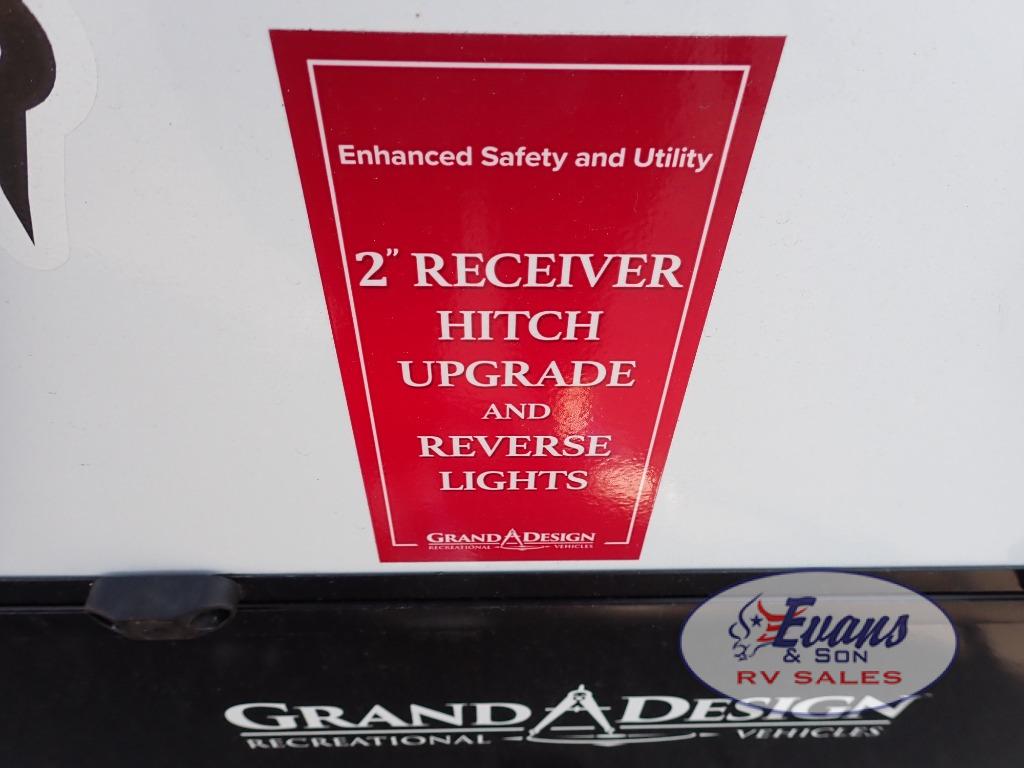 Enhanced Safety and Utility
2” RECEIVER
HITCH
UPGRADE
AND
REVERSE
LIGHTS
GRAND DESIGN
RECREATIONAL VEHICLES
Evans
& SON
RV SALES
GRAND DESIGN
RECREATIONAL VEHICLES